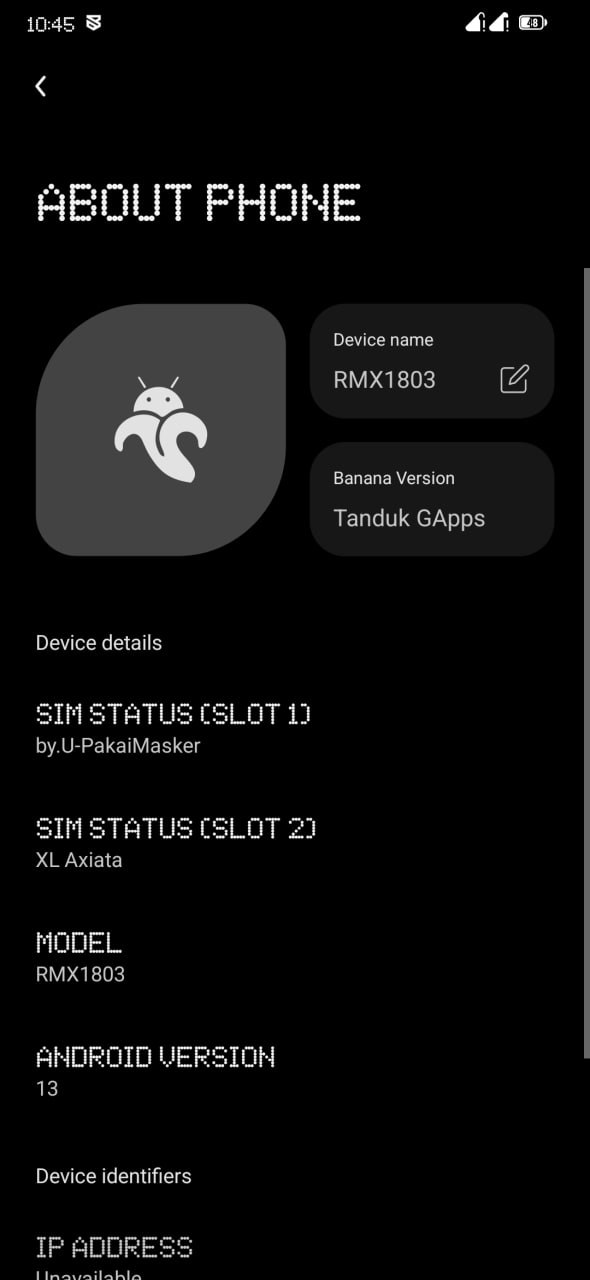 10:45
48
ABOUT PHONE
Device name
RMX1803
Banana Version
Tanduk GApps
Device details
SIM STATUS (SLOT 1)
by.U-PakaiMasker
SIM STATUS (SLOT 2)
XL Axiata
MODEL
RMX1803
ANDROID VERSION
13
Device identifiers
IP ADDRESS
Unavailable